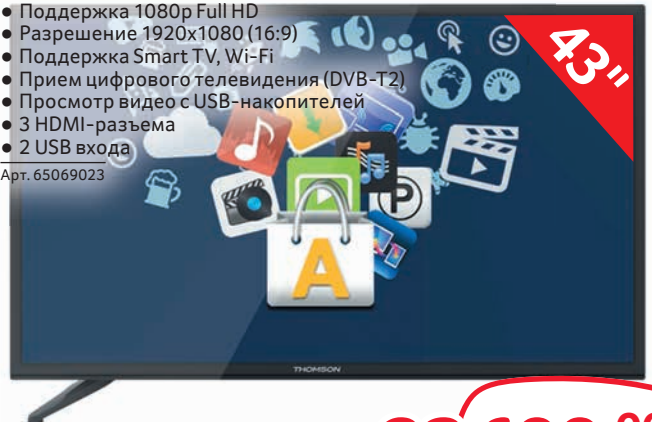 ● Поддержка 1080p Full HD
● Разрешение 1920x1080 (16:9)
● Поддержка Smart TV, Wi-Fi
● Прием цифрового телевидения (DVB-T2)
● Просмотр видео с USB-накопителей
● 3 HDMI-разъема
● 2 USB входа
Арт. 65069023
43"
P
A
THOMSON